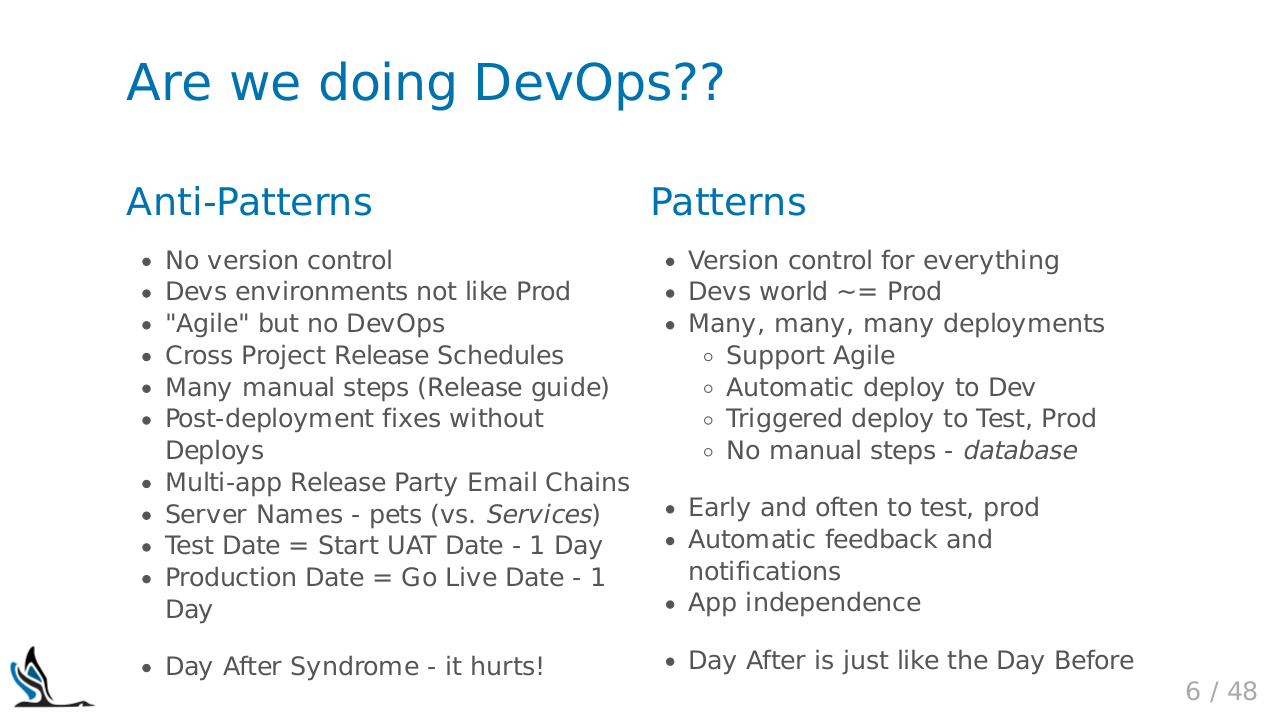 Are we doing DevOps??
Anti-Patterns
No version control
Devs environments not like Prod
"Agile" but no DevOps
Cross Project Release Schedules
Many manual steps (Release guide)
Post-deployment fixes without
Deploys
Multi-app Release Party Email Chains
Server Names - pets (vs. Services)
Test Date = Start UAT Date - 1 Day
Production Date = Go Live Date - 1
Day
Day After Syndrome - it hurts!
Patterns
Version control for everything
Devs world ~= Prod
Many, many, many deployments
Support Agile
Automatic deploy to Dev
Triggered deploy to Test, Prod
No manual steps - database
Early and often to test, prod
Automatic feedback and
notifications
App independence
Day After is just like the Day Before
6 / 48